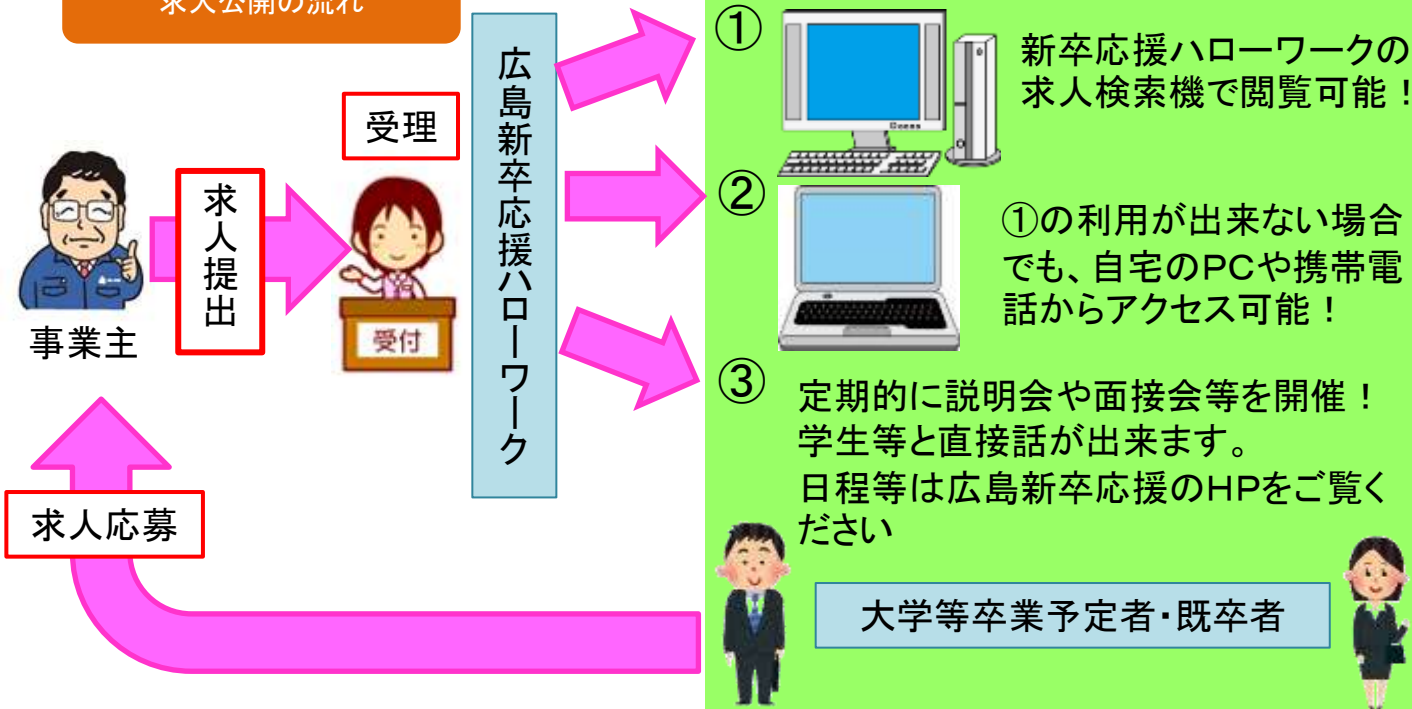 求人公開の流れ
事業主
求人提出
受理
受付
広島新卒応援ハローワーク
①
新卒応援ハローワークの
求人検索機で閲覧可能！
②
①の利用が出来ない場合
でも、自宅のPCや携帯電
話からアクセス可能！
③
定期的に説明会や面接会等を開催！
学生等と直接話が出来ます。
日程等は広島新卒応援のHPをご覧く
ださい
大学等卒業予定者・既卒者
求人応募